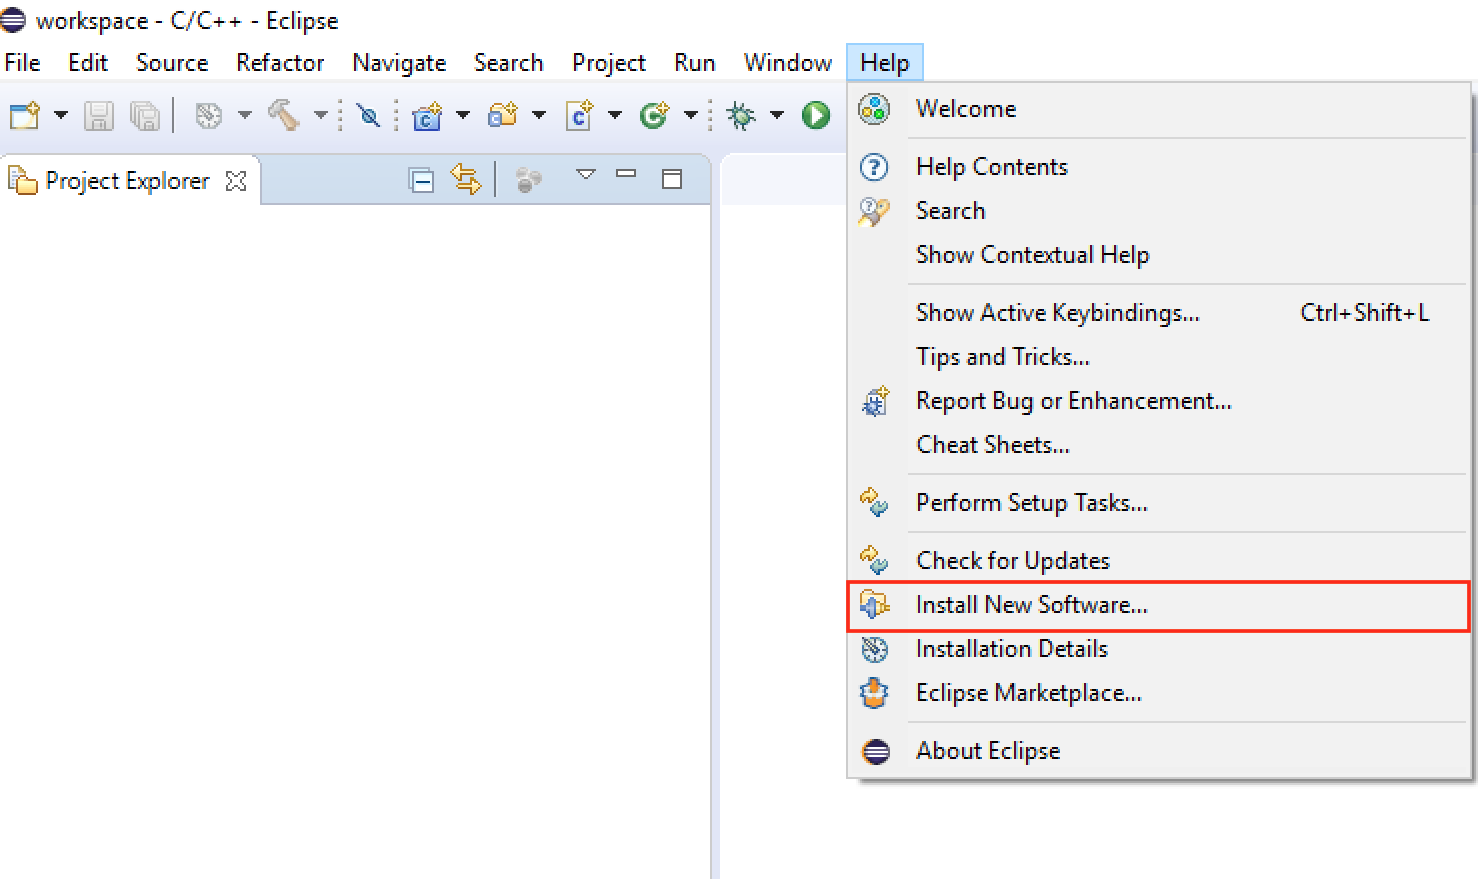 workspace - C/C++ - Eclipse
File Edit Source Refactor Navigate Search Project Run Window Help
Project Explorer
Welcome
Help Contents
Search
Show Contextual Help
Show Active Keybindings... Ctrl+Shift+L
Tips and Tricks...
Report Bug or Enhancement...
Cheat Sheets...
Perform Setup Tasks...
Check for Updates
Install New Software...
Installation Details
Eclipse Marketplace...
About Eclipse